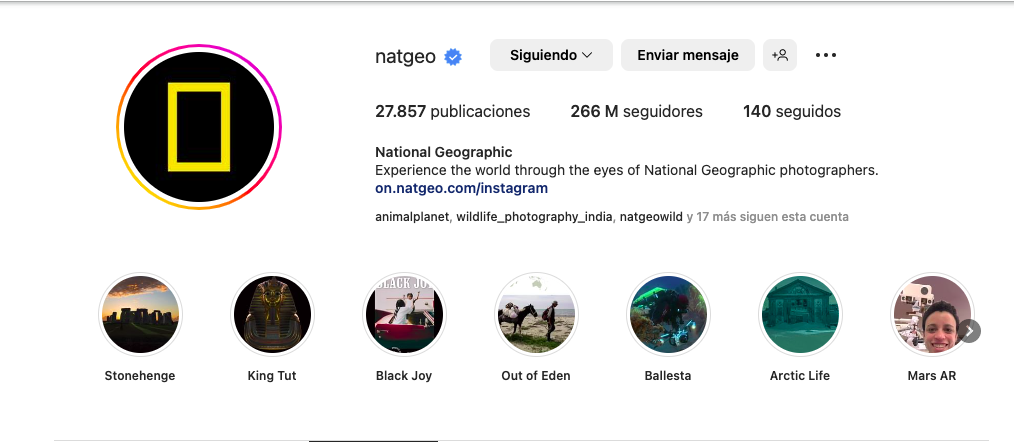 natgeo Siguiendo Enviar mensaje
27.857 publicaciones 266 M seguidores 140 seguidos
National Geographic
Experience the world through the eyes of National Geographic photographers.
on.natgeo.com/instagram
animalplanet, wildlife_photography_india, natgeowild y 17 más siguen esta cuenta
BLACK JOY
Stonehenge King Tut Black Joy Out of Eden Ballesta Arctic Life Mars AR